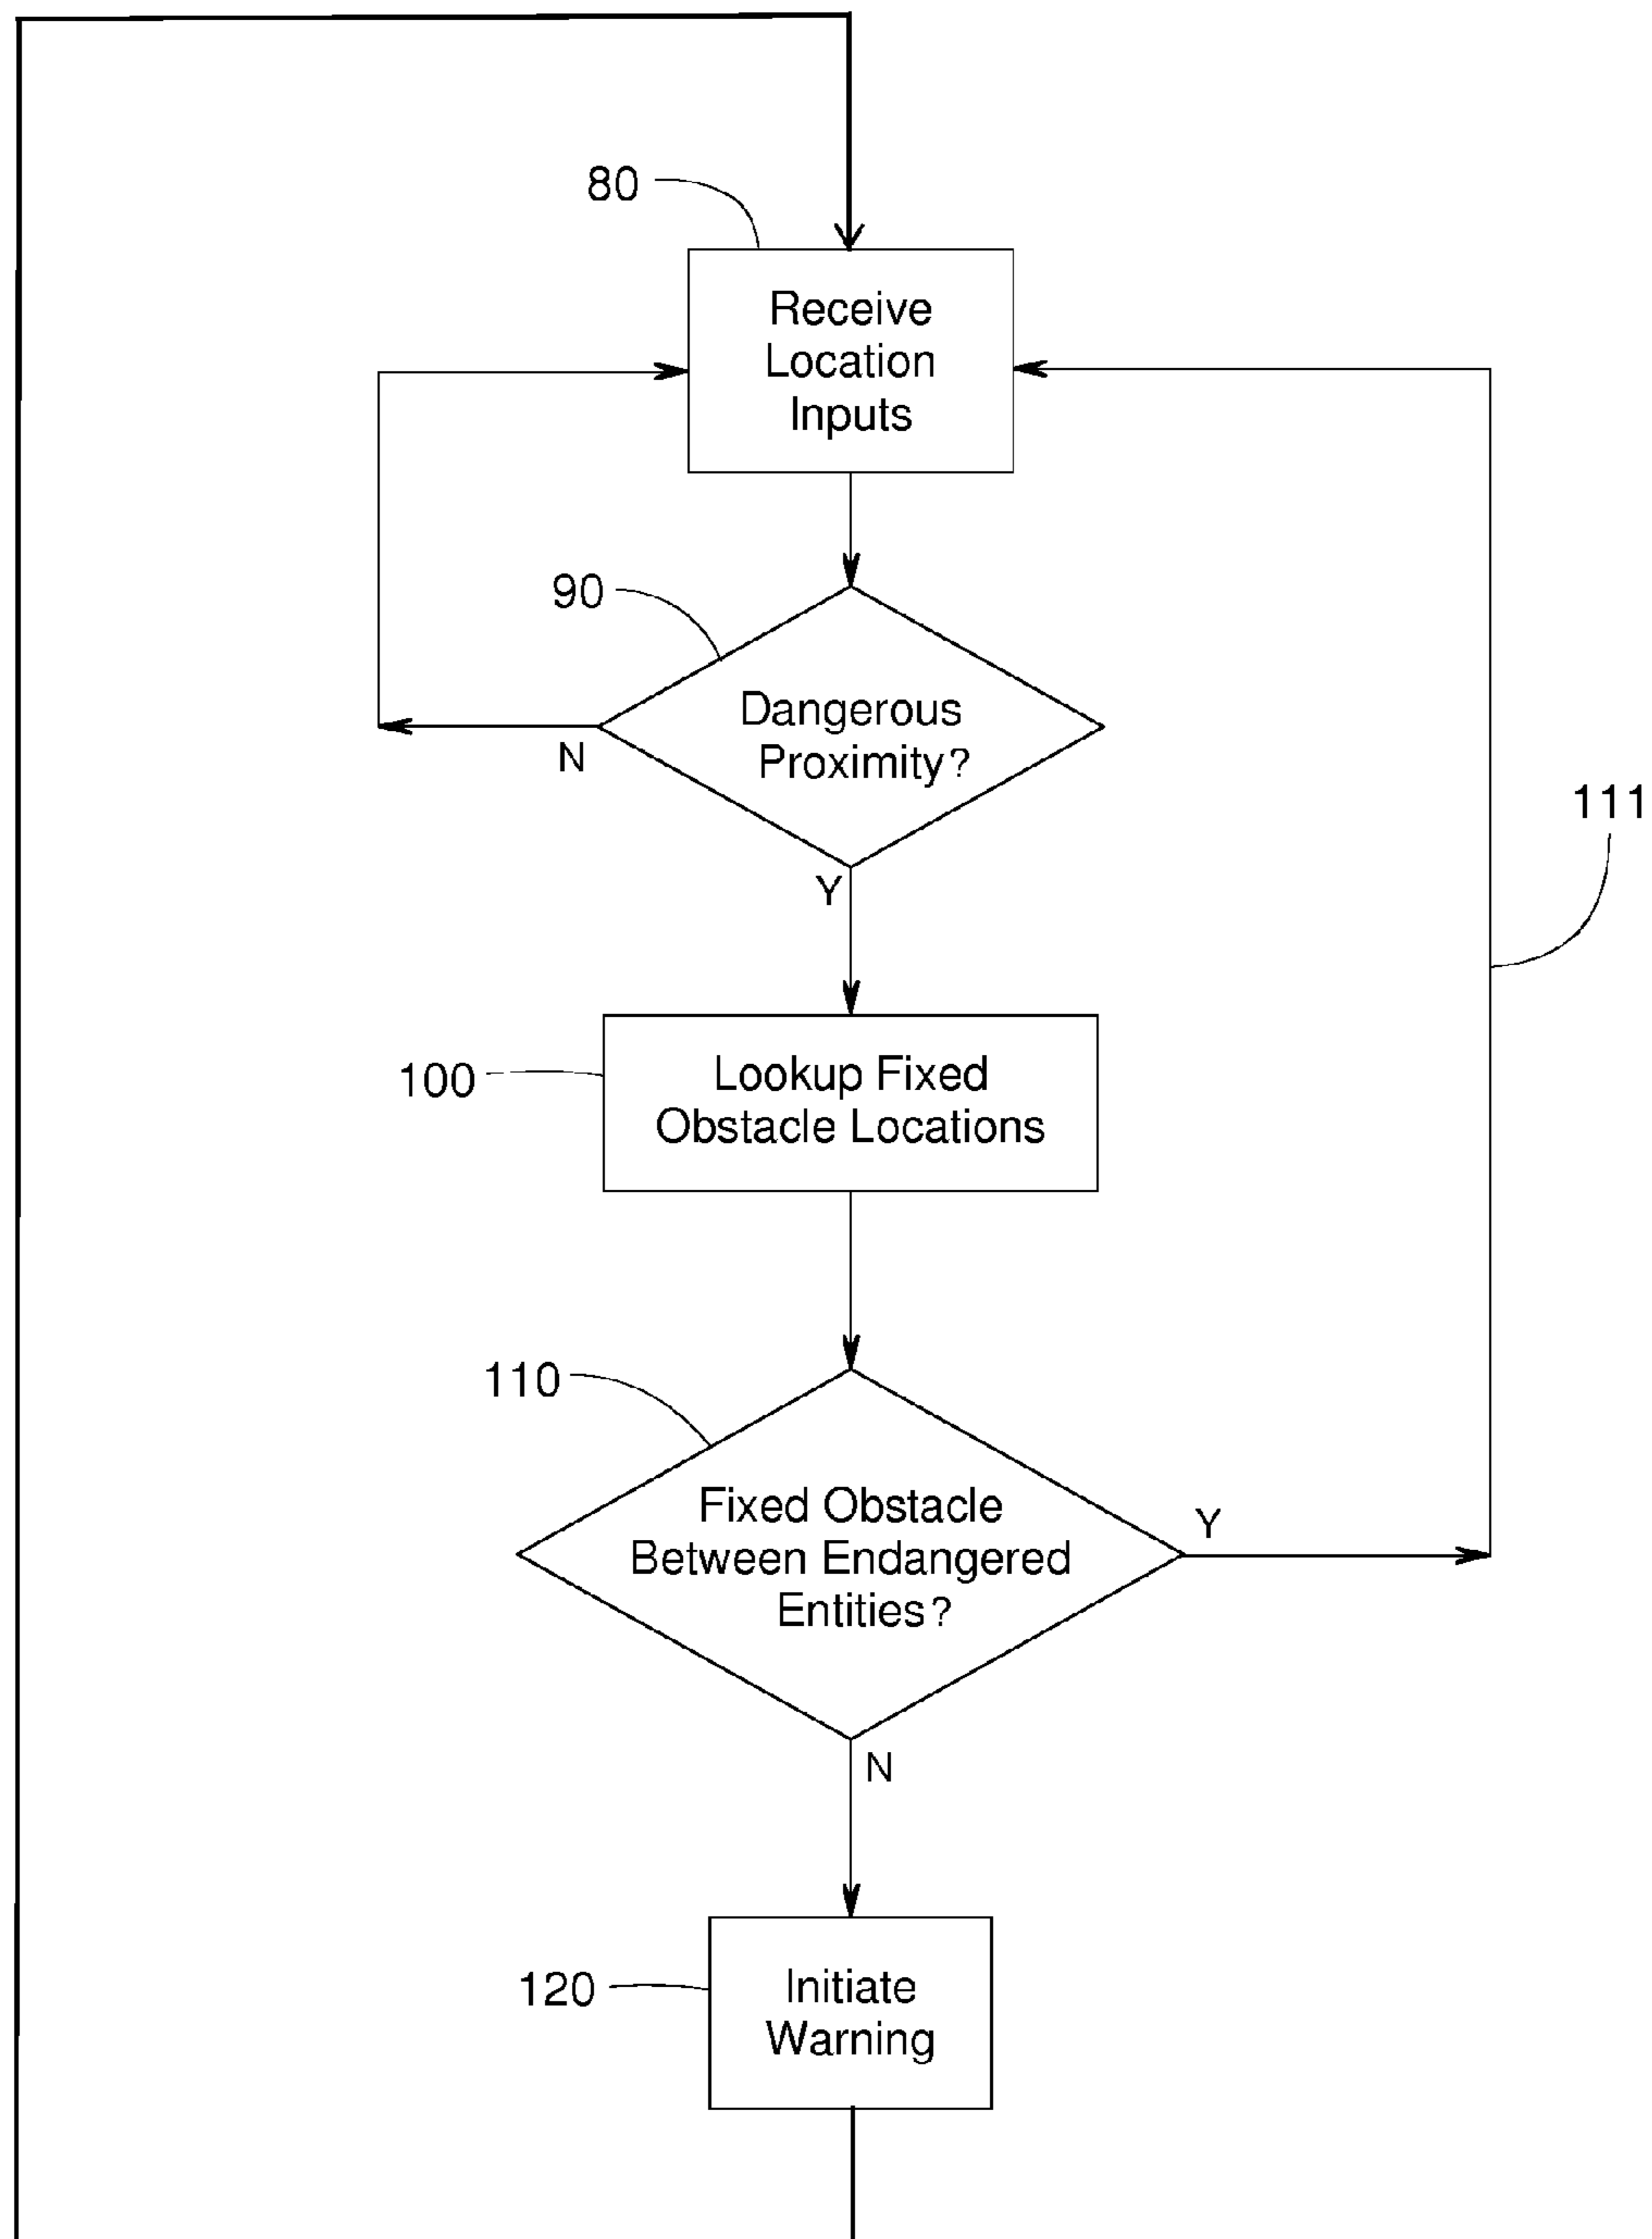 80
Receive
Location
Inputs
90
Dangerous
Proximity?
N
111
Y
100
Lookup Fixed
Obstacle Locations
110
Fixed Obstacle
Between Endangered
Entities?
Y
N
120
Initiate
Warning